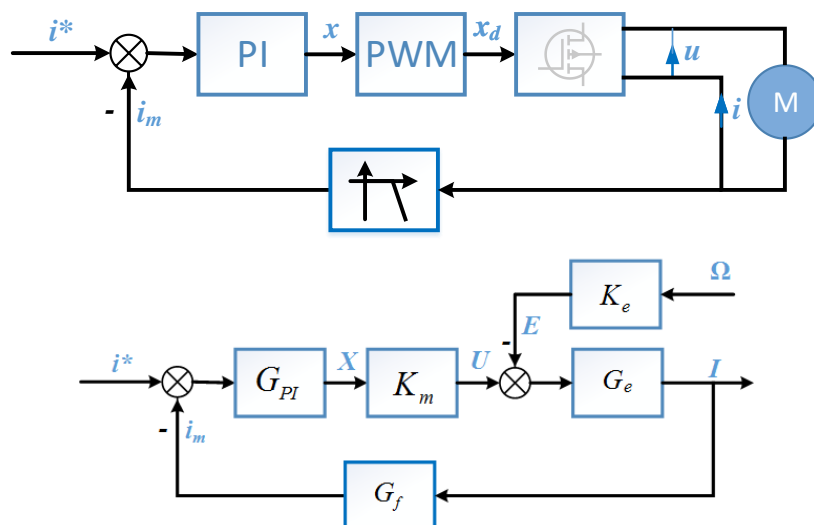 i*
PI
x
PWM
x_d
u
M
i
-
i_m
K_e
Ω
E
-
i*
G_PI
X
K_m
U
G_e
I
-
i_m
G_f